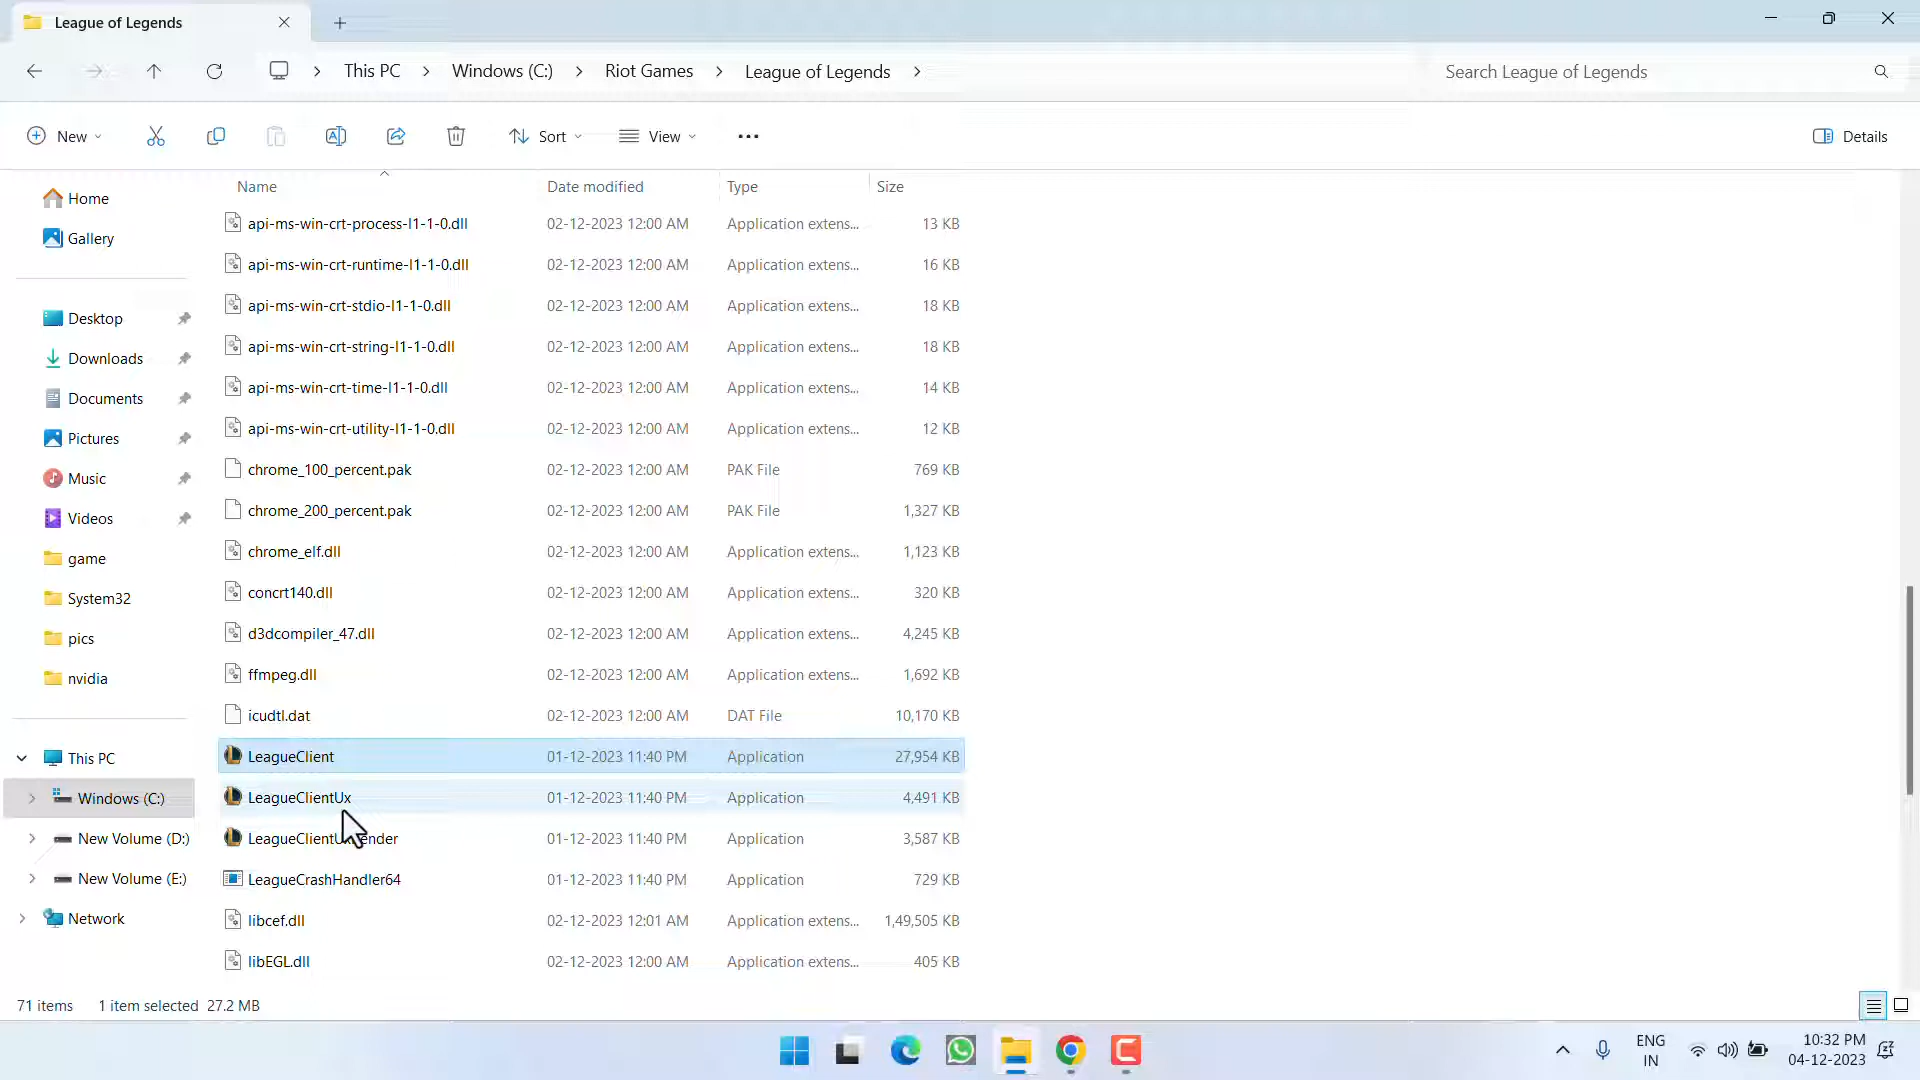 League of Legends
This PC > Windows (C:) > Riot Games > League of Legends >
Search League of Legends
New
Sort
View
Details
Name Date modified Type Size
Home
Gallery
Desktop
Downloads
Documents
Pictures
Music
Videos
game
System32
pics
nvidia
This PC
Windows (C:)
New Volume (D:)
New Volume (E:)
Network
api-ms-win-crt-process-l1-1-0.dll 02-12-2023 12:00 AM Application extens... 13 KB
api-ms-win-crt-runtime-l1-1-0.dll 02-12-2023 12:00 AM Application extens... 16 KB
api-ms-win-crt-stdio-l1-1-0.dll 02-12-2023 12:00 AM Application extens... 18 KB
api-ms-win-crt-string-l1-1-0.dll 02-12-2023 12:00 AM Application extens... 18 KB
api-ms-win-crt-time-l1-1-0.dll 02-12-2023 12:00 AM Application extens... 14 KB
api-ms-win-crt-utility-l1-1-0.dll 02-12-2023 12:00 AM Application extens... 12 KB
chrome_100_percent.pak 02-12-2023 12:00 AM PAK File 769 KB
chrome_200_percent.pak 02-12-2023 12:00 AM PAK File 1,327 KB
chrome_elf.dll 02-12-2023 12:00 AM Application extens... 1,123 KB
concrt140.dll 02-12-2023 12:00 AM Application extens... 320 KB
d3dcompiler_47.dll 02-12-2023 12:00 AM Application extens... 4,245 KB
ffmpeg.dll 02-12-2023 12:00 AM Application extens... 1,692 KB
icudtl.dat 02-12-2023 12:00 AM DAT File 10,170 KB
LeagueClient 01-12-2023 11:40 PM Application 27,954 KB
LeagueClientUx 01-12-2023 11:40 PM Application 4,491 KB
01-12-2023 11:40 PM Application 3,587 KB
LeagueCrashHandler64 01-12-2023 11:40 PM Application 729 KB
libcef.dll 02-12-2023 12:01 AM Application extens... 1,49,505 KB
libEGL.dll 02-12-2023 12:00 AM Application extens... 405 KB
71 items 1 item selected 27.2 MB
ENG
IN
10:32 PM
04-12-2023